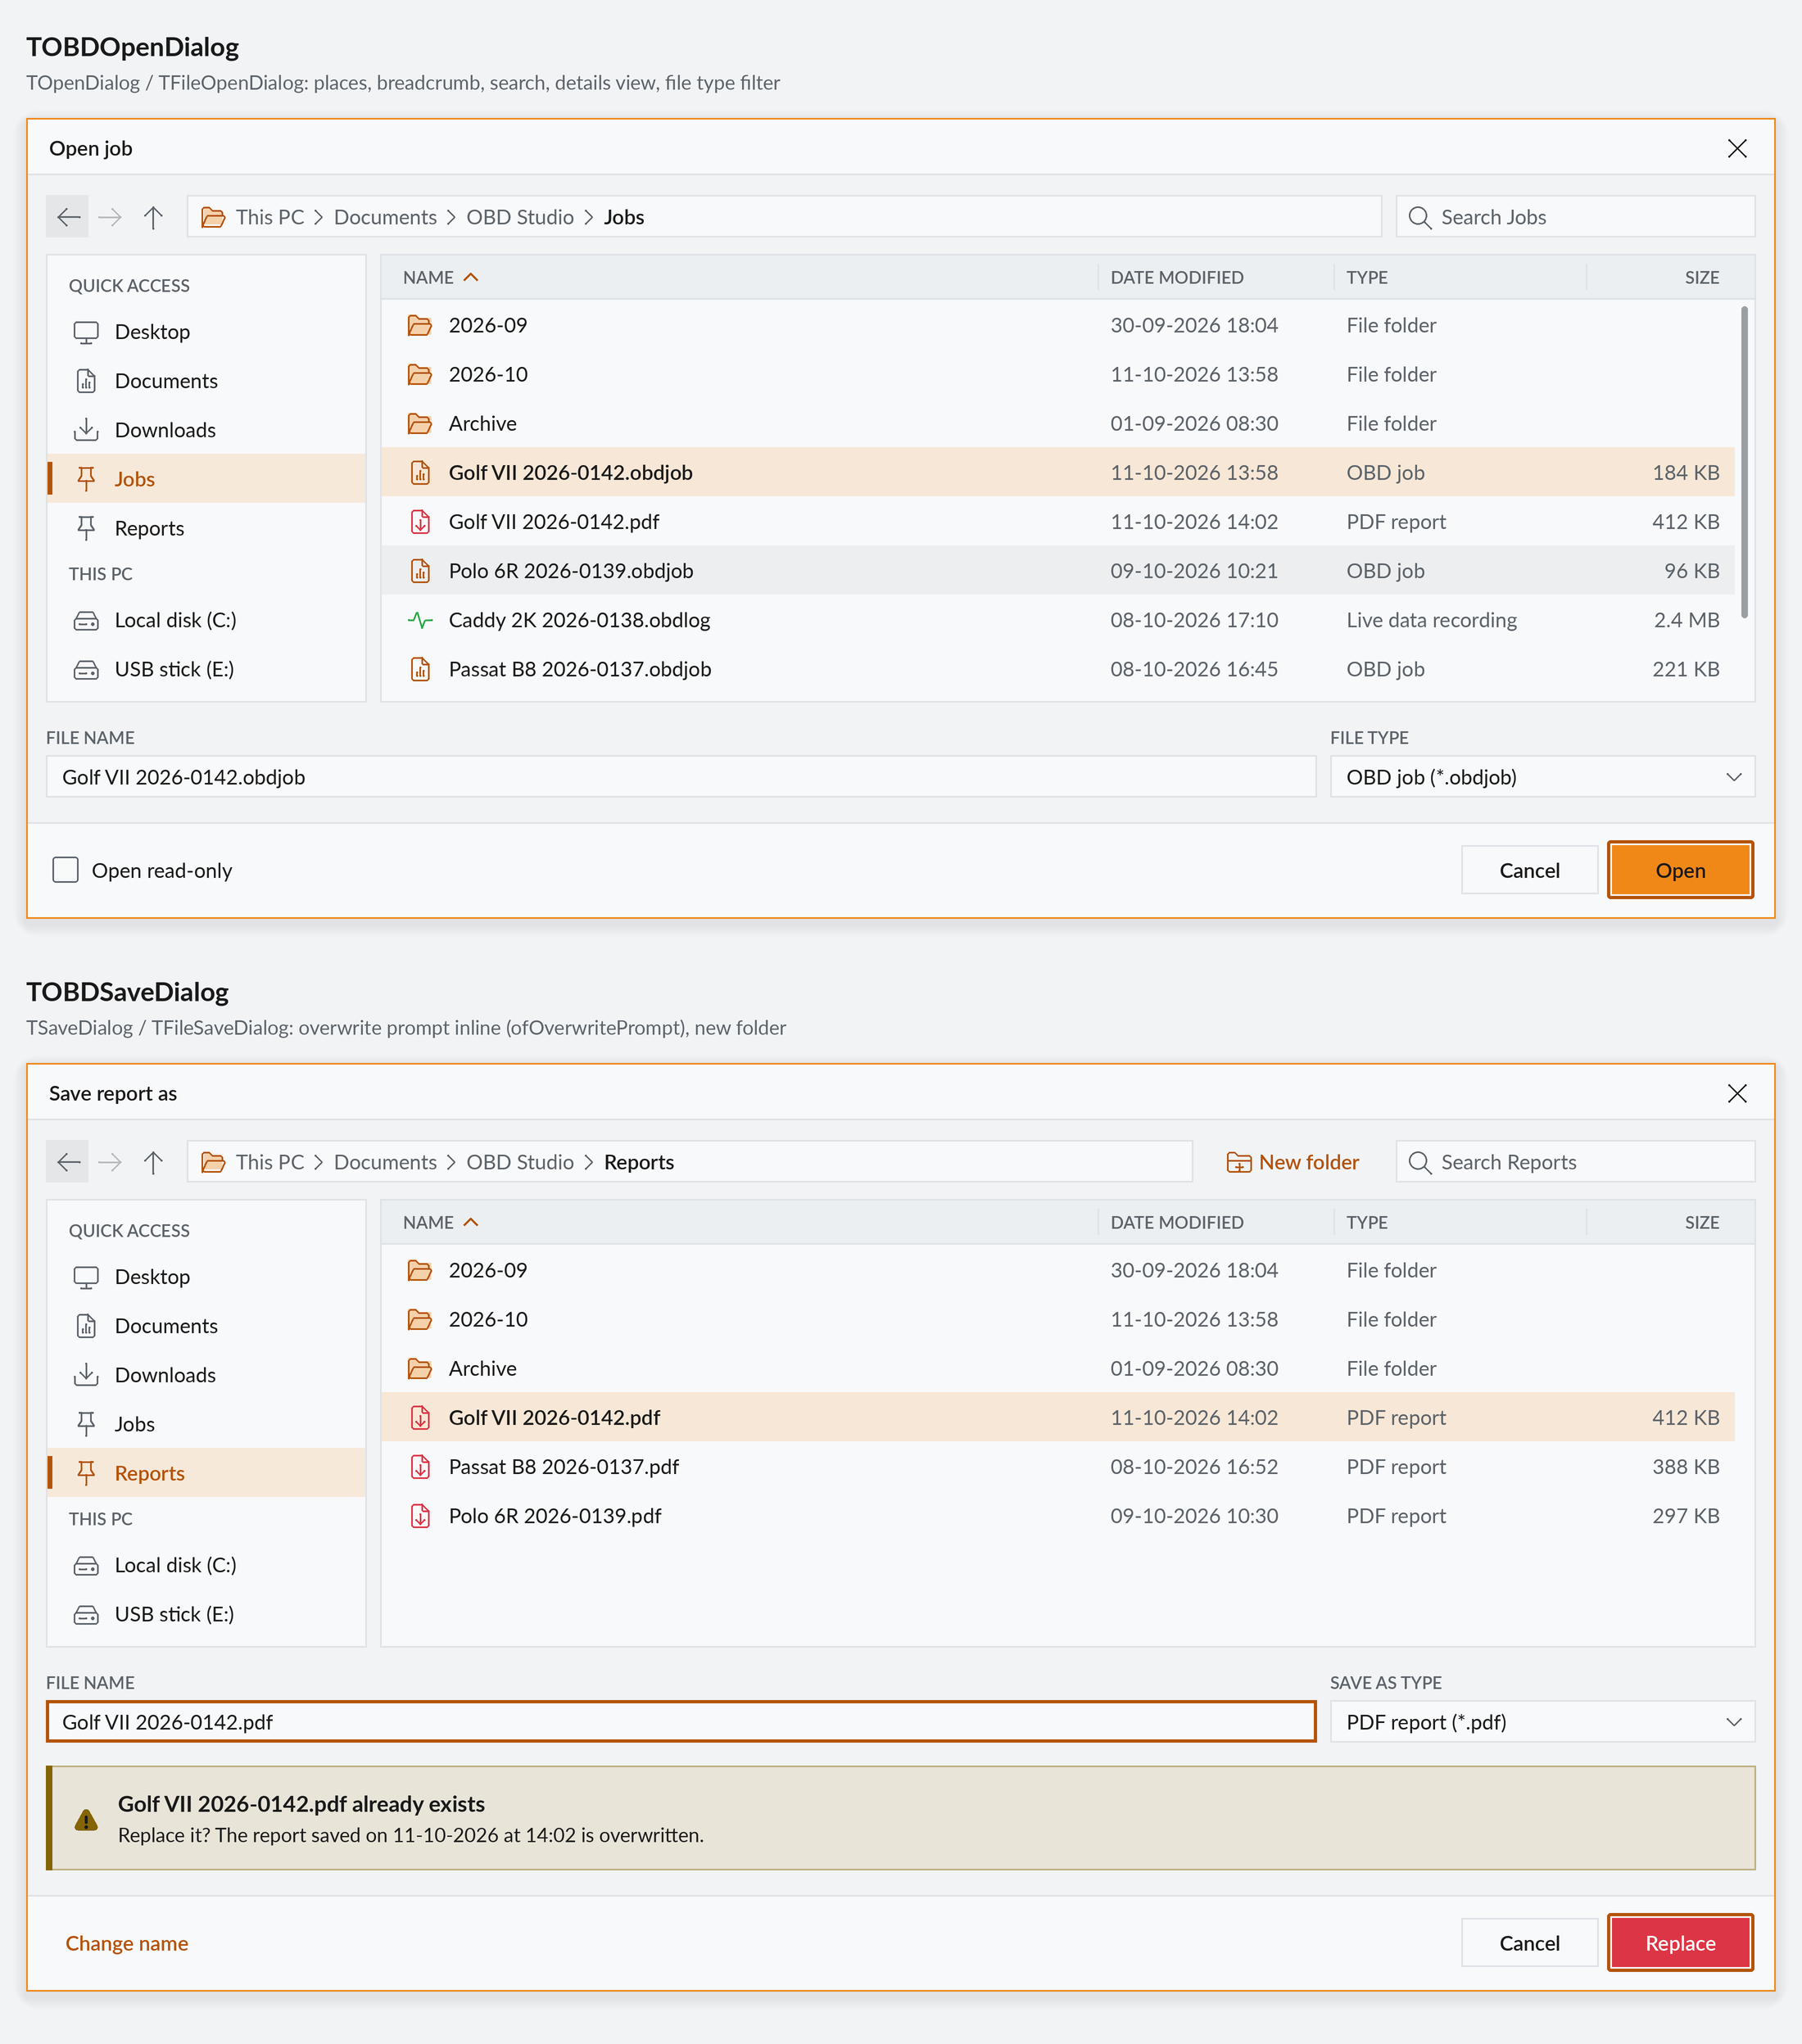 TOBDOpenDialog
TOpenDialog / TFileOpenDialog: places, breadcrumb, search, details view, file type filter
Open job
This PC > Documents > OBD Studio > Jobs
Search Jobs
QUICK ACCESS
Desktop
Documents
Downloads
Jobs
Reports
THIS PC
Local disk (C:)
USB stick (E:)
NAME DATE MODIFIED TYPE SIZE
2026-09 30-09-2026 18:04 File folder
2026-10 11-10-2026 13:58 File folder
Archive 01-09-2026 08:30 File folder
Golf VII 2026-0142.obdjob 11-10-2026 13:58 OBD job 184 KB
Golf VII 2026-0142.pdf 11-10-2026 14:02 PDF report 412 KB
Polo 6R 2026-0139.obdjob 09-10-2026 10:21 OBD job 96 KB
Caddy 2K 2026-0138.obdlog 08-10-2026 17:10 Live data recording 2.4 MB
Passat B8 2026-0137.obdjob 08-10-2026 16:45 OBD job 221 KB
FILE NAME
Golf VII 2026-0142.obdjob
FILE TYPE
OBD job (*.obdjob)
Open read-only
Cancel
Open
TOBDSaveDialog
TSaveDialog / TFileSaveDialog: overwrite prompt inline (ofOverwritePrompt), new folder
Save report as
This PC > Documents > OBD Studio > Reports
New folder
Search Reports
QUICK ACCESS
Desktop
Documents
Downloads
Jobs
Reports
THIS PC
Local disk (C:)
USB stick (E:)
NAME DATE MODIFIED TYPE SIZE
2026-09 30-09-2026 18:04 File folder
2026-10 11-10-2026 13:58 File folder
Archive 01-09-2026 08:30 File folder
Golf VII 2026-0142.pdf 11-10-2026 14:02 PDF report 412 KB
Passat B8 2026-0137.pdf 08-10-2026 16:52 PDF report 388 KB
Polo 6R 2026-0139.pdf 09-10-2026 10:30 PDF report 297 KB
FILE NAME
Golf VII 2026-0142.pdf
SAVE AS TYPE
PDF report (*.pdf)
Golf VII 2026-0142.pdf already exists
Replace it? The report saved on 11-10-2026 at 14:02 is overwritten.
Change name
Cancel
Replace